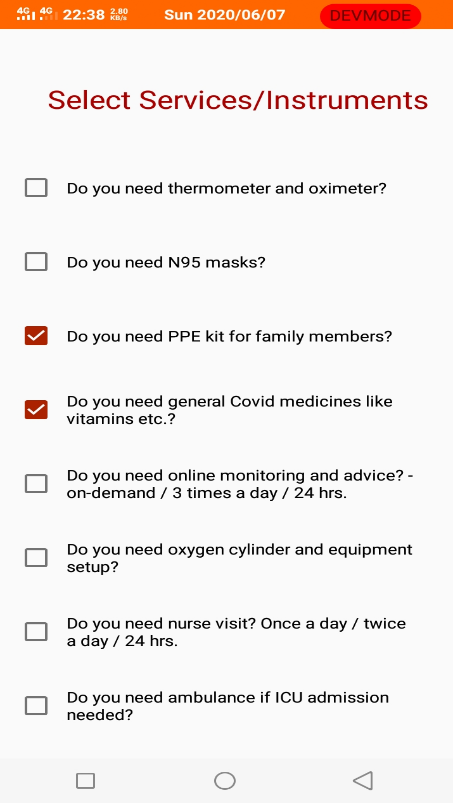 4G 4G 22:38 2.80 KB/s Sun 2020/06/07 DEVMODE
Select Services/Instruments
Do you need thermometer and oximeter?
Do you need N95 masks?
Do you need PPE kit for family members?
Do you need general Covid medicines like
vitamins etc.?
Do you need online monitoring and advice? -
on-demand / 3 times a day / 24 hrs.
Do you need oxygen cylinder and equipment
setup?
Do you need nurse visit? Once a day / twice
a day / 24 hrs.
Do you need ambulance if ICU admission
needed?